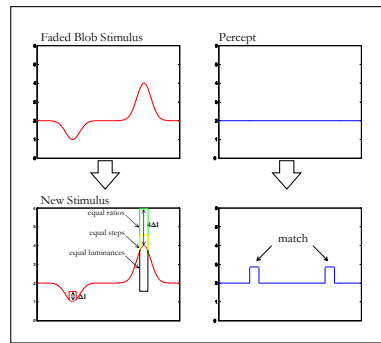 Faded Blob Stimulus
Percept
New Stimulus
equal ratios
4ΔI
equal steps
equal luminances
ΔI
match